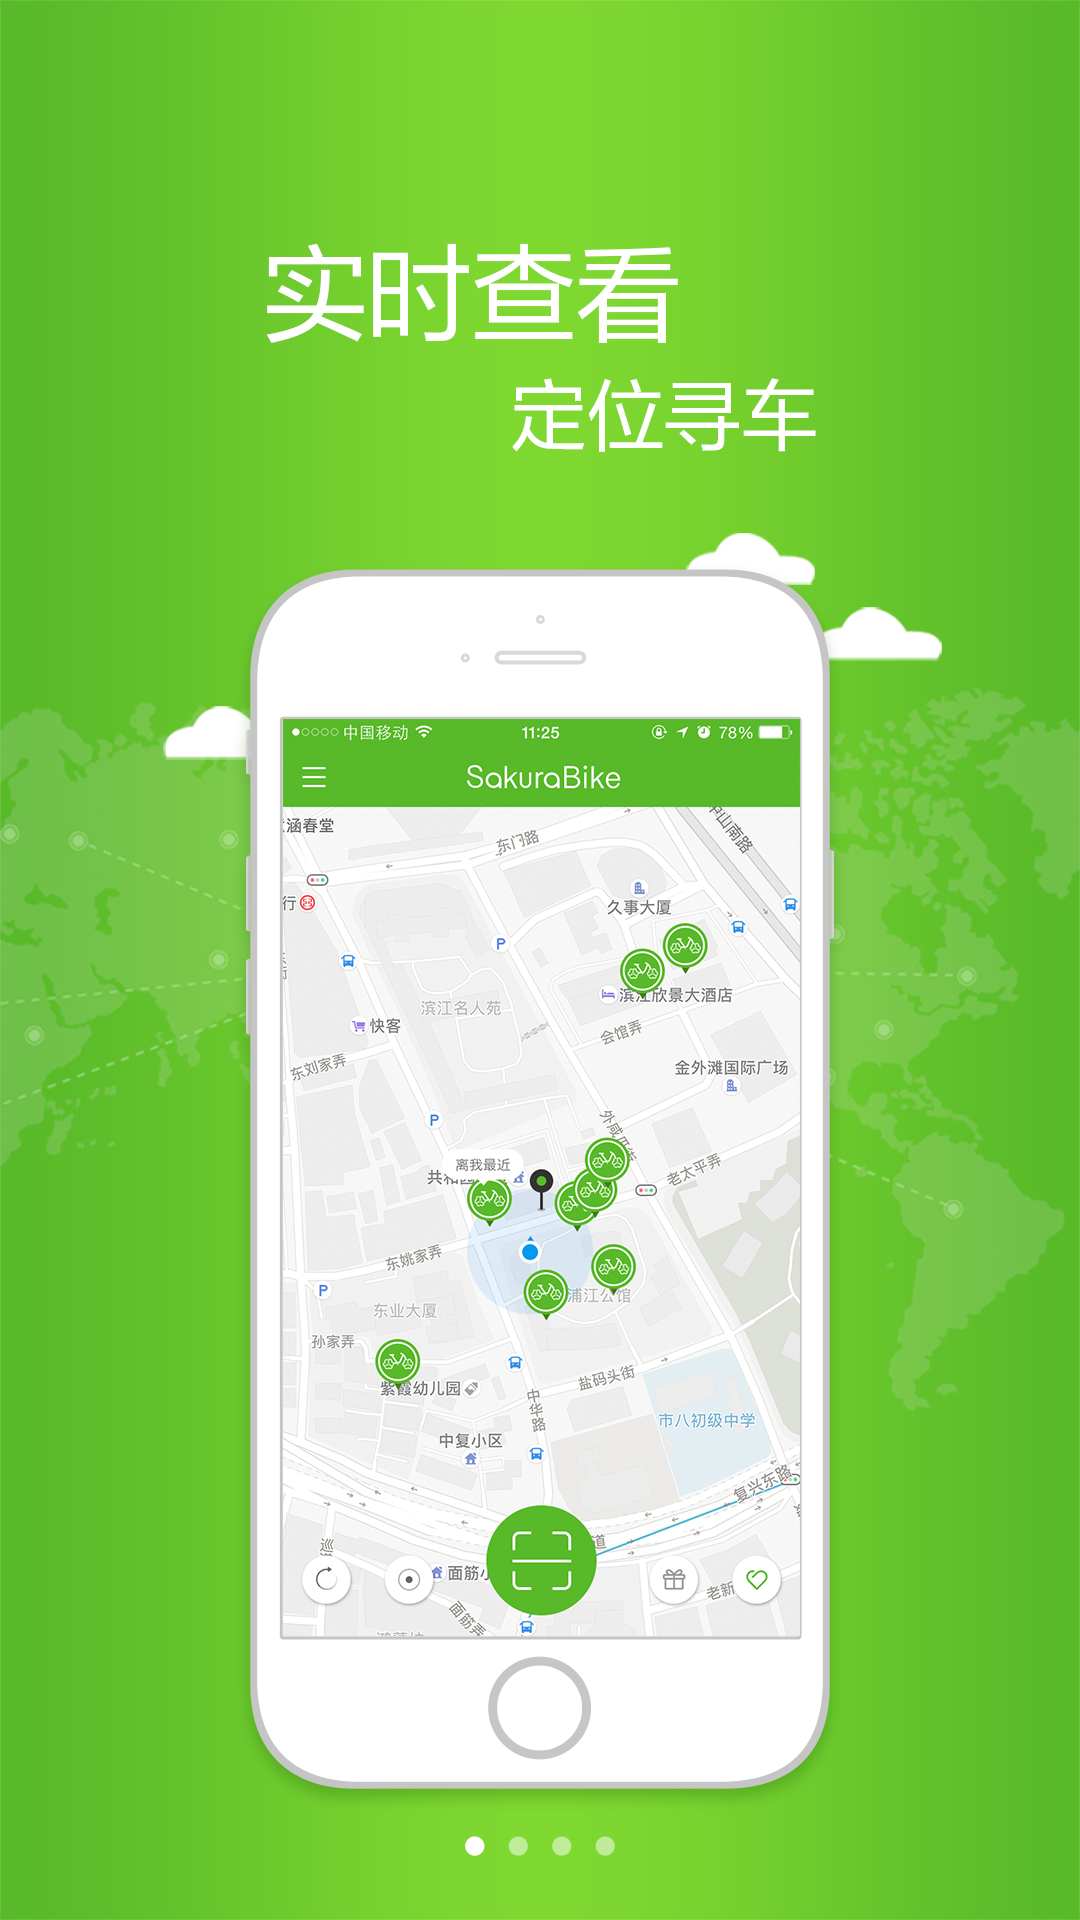 实时查看
定位寻车
中国移动
11:25
78%
SakuraBike
涵春堂
中山南路
东门路
行
久事大厦
P
滨江欣景大酒店
滨江名人苑
快客
会馆弄
东刘家弄
金外滩国际广场
P
离我最近
老太平弄
东姚家弄
P
浦江公馆
东业大厦
孙家弄
紫霞幼儿园
盐码头街
中华路
市八初级中学
中复小区
复兴东路
道
面筋
老新
面筋弄